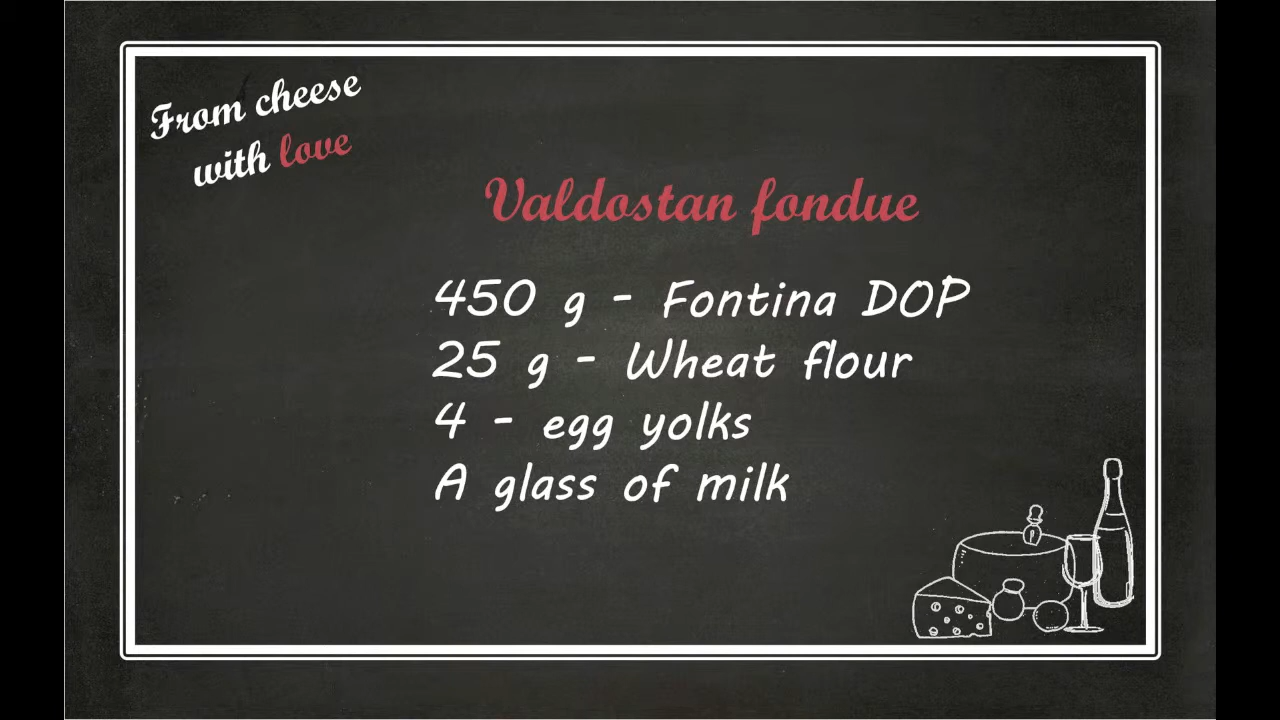 From cheese
with love
Valdostan fondue
450 g - Fontina DOP
25 g - Wheat flour
4 - egg yolks
A glass of milk